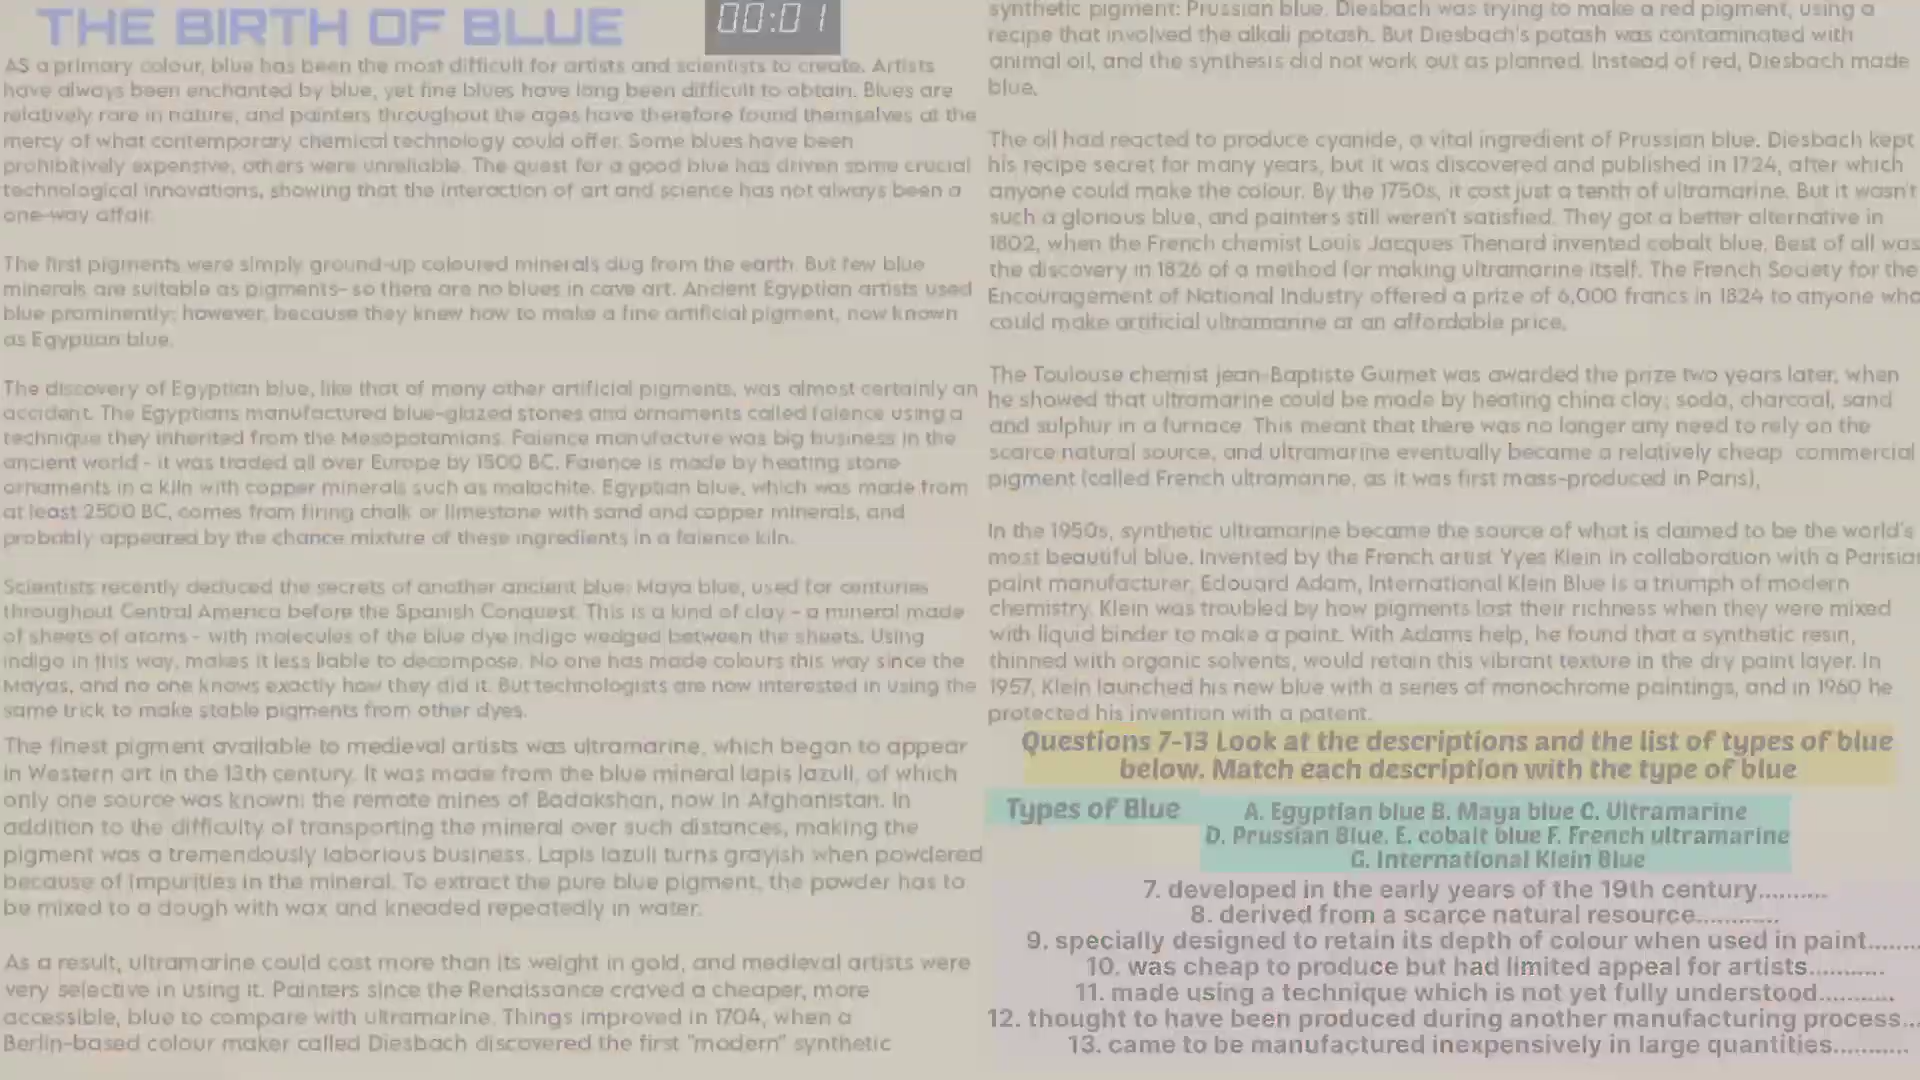 THE BIRTH OF BLUE
00:01
AS a primary colour, blue has been the most difficult for artists and scientists to create. Artists
have always been enchanted by blue, yet fine blues have long been difficult to obtain. Blues are
relatively rare in nature, and painters throughout the ages have therefore found themselves at the
mercy of what contemporary chemical technology could offer. Some blues have been
prohibitively expensive, others were unreliable. The quest for a good blue has driven some crucial
technological innovations, showing that the interaction of art and science has not always been a
one-way affair.
The first pigments were simply ground-up coloured minerals dug from the earth. But few blue
minerals are suitable as pigments- so there are no blues in cave art. Ancient Egyptian artists used
blue prominently; however, because they knew how to make a fine artificial pigment, now known
as Egyptian blue.
The discovery of Egyptian blue, like that of many other artificial pigments, was almost certainly an
accident. The Egyptians manufactured blue-glazed stones and ornaments called faience using a
technique they inherited from the Mesopotamians. Faience manufacture was big business in the
ancient world - it was traded all over Europe by 1500 BC. Faience is made by heating stone
ornaments in a kiln with copper minerals such as malachite. Egyptian blue, which was made from
at least 2500 BC, comes from firing chalk or limestone with sand and copper minerals, and
probably appeared by the chance mixture of these ingredients in a faience kiln.
Scientists recently deduced the secrets of another ancient blue: Maya blue, used for centuries
throughout Central America before the Spanish Conquest. This is a kind of clay - a mineral made
of sheets of atoms - with molecules of the blue dye indigo wedged between the sheets. Using
indigo in this way, makes it less liable to decompose. No one has made colours this way since the
Mayas, and no one knows exactly how they did it. But technologists are now interested in using the
same trick to make stable pigments from other dyes.
The finest pigment available to medieval artists was ultramarine, which began to appear
in Western art in the 13th century. It was made from the blue mineral lapis lazuli, of which
only one source was known: the remote mines of Badakshan, now in Afghanistan. In
addition to the difficulty of transporting the mineral over such distances, making the
pigment was a tremendously laborious business. Lapis lazuli turns grayish when powdered
because of impurities in the mineral. To extract the pure blue pigment, the powder has to
be mixed to a dough with wax and kneaded repeatedly in water.
As a result, ultramarine could cost more than its weight in gold, and medieval artists were
very selective in using it. Painters since the Renaissance craved a cheaper, more
accessible, blue to compare with ultramarine. Things improved in 1704, when a
Berlin-based colour maker called Diesbach discovered the first "modern" synthetic
synthetic pigment: Prussian blue. Diesbach was trying to make a red pigment, using a
recipe that involved the alkali potash. But Diesbach's potash was contaminated with
animal oil, and the synthesis did not work out as planned. Instead of red, Diesbach made
blue.
The oil had reacted to produce cyanide, a vital ingredient of Prussian blue. Diesbach kept
his recipe secret for many years, but it was discovered and published in 1724, after which
anyone could make the colour. By the 1750s, it cost just a tenth of ultramarine. But it wasn't
such a glorious blue, and painters still weren't satisfied. They got a better alternative in
1802, when the French chemist Louis Jacques Thenard invented cobalt blue. Best of all was
the discovery in 1826 of a method for making ultramarine itself. The French Society for the
Encouragement of National Industry offered a prize of 6,000 francs in 1824 to anyone who
could make artificial ultramarine at an affordable price.
The Toulouse chemist jean-Baptiste Guimet was awarded the prize two years later, when
he showed that ultramarine could be made by heating china clay; soda, charcoal, sand
and sulphur in a furnace. This meant that there was no longer any need to rely on the
scarce natural source, and ultramarine eventually became a relatively cheap commercial
pigment (called French ultramanne, as it was first mass-produced in Paris),
In the 1950s, synthetic ultramarine became the source of what is claimed to be the world's
most beautiful blue. Invented by the French artist Yves Klein in collaboration with a Parisian
paint manufacturer, Edouard Adam, International Klein Blue is a triumph of modern
chemistry. Klein was troubled by how pigments lost their richness when they were mixed
with liquid binder to make a paint. With Adams help, he found that a synthetic resin,
thinned with organic solvents, would retain this vibrant texture in the dry paint layer. In
1957, Klein launched his new blue with a series of monochrome paintings, and in 1960 he
protected his invention with a patent.
Questions 7-13 Look at the descriptions and the list of types of blue
below. Match each description with the type of blue
Types of Blue
A. Egyptian blue B. Maya blue C. Ultramarine
D. Prussian Blue. E. cobalt blue F. French ultramarine
G. International Klein Blue
7. developed in the early years of the 19th century..........
8. derived from a scarce natural resource............
9. specially designed to retain its depth of colour when used in paint.......
10. was cheap to produce but had limited appeal for artists...........
11. made using a technique which is not yet fully understood...........
12. thought to have been produced during another manufacturing process...
13. came to be manufactured inexpensively in large quantities...........